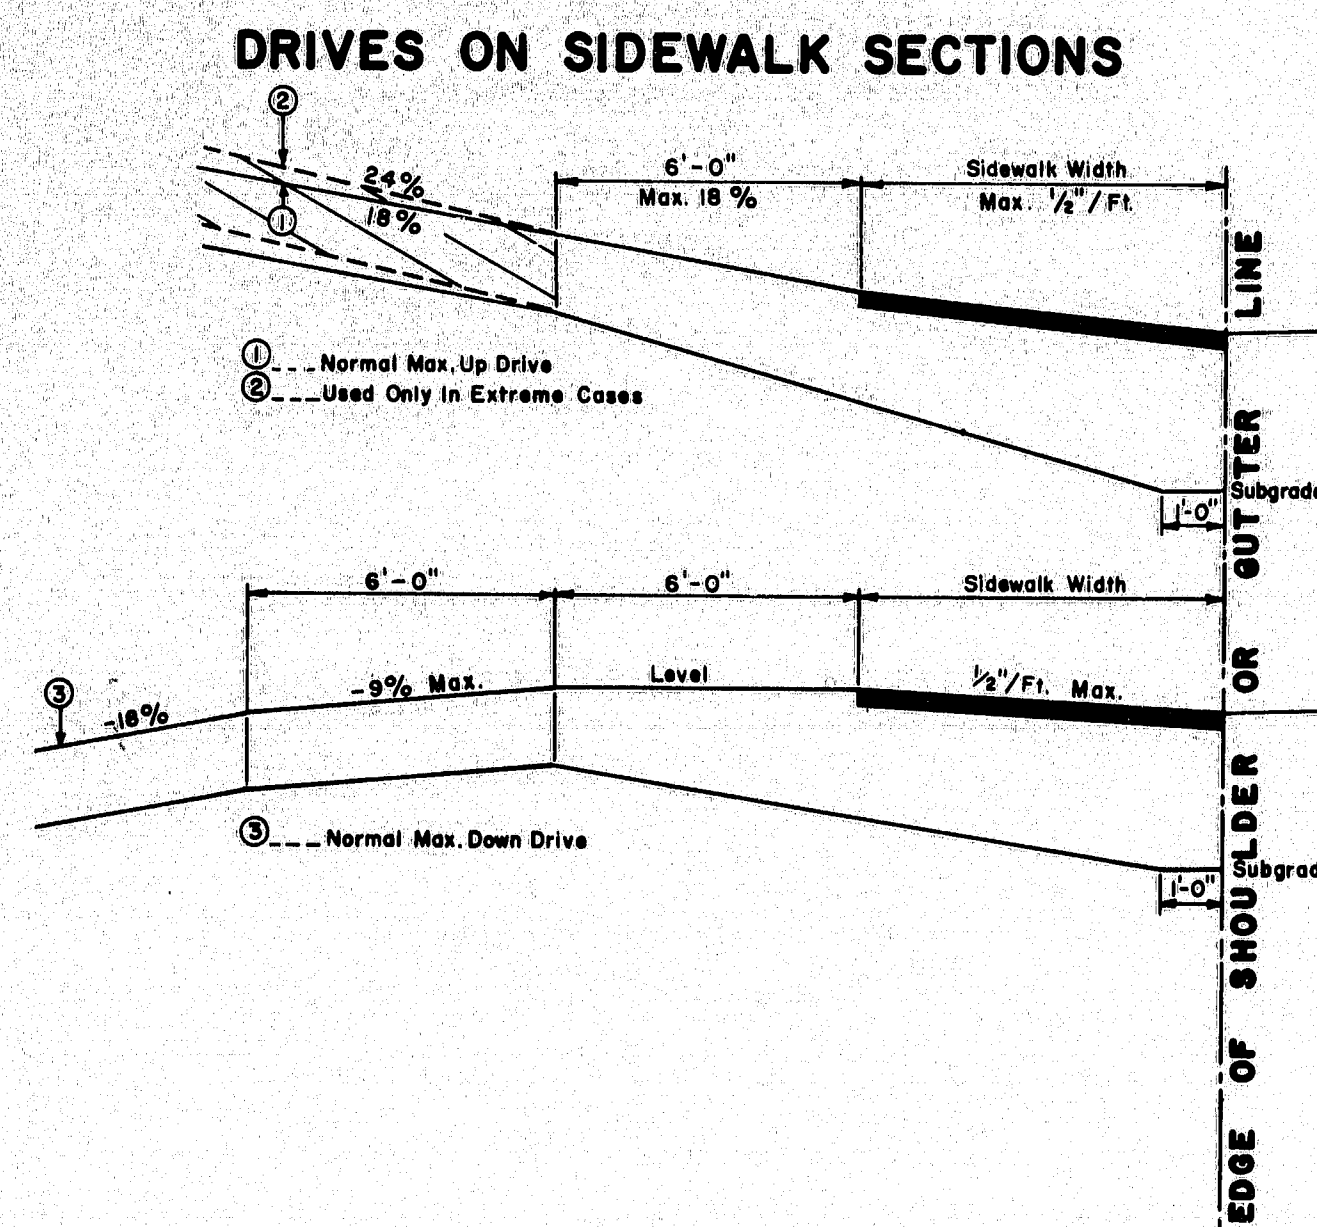 DRIVES ON SIDEWALK SECTIONS
②
24%
18%
①
6'-0"
Max. 18 %
Sidewalk Width
Max. 1/2"/Ft.
① _ _ _ Normal Max. Up Drive
② _ _ _ Used Only In Extreme Cases
1'-0"
6'-0"
6'-0"
Sidewalk Width
③
-18%
-9% Max.
Level
1/2"/Ft. Max.
③ _ _ _ Normal Max. Down Drive
1'-0"
EDGE OF SHOULDER OR GUTTER LINE
Subgrade
Subgrad